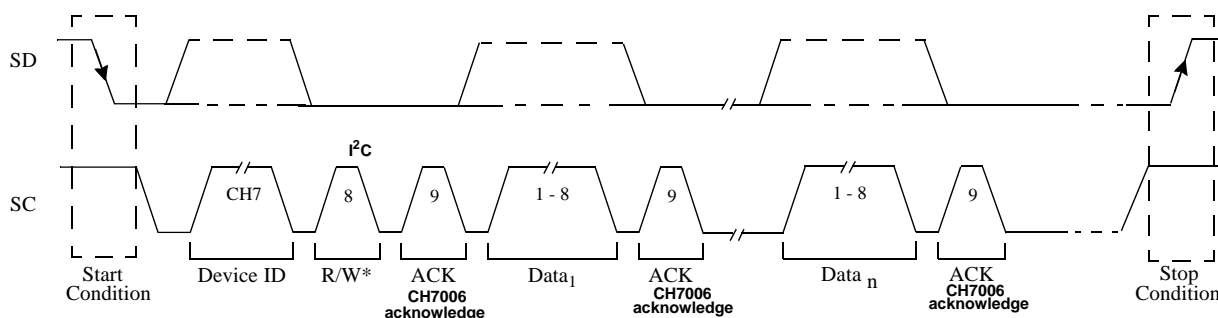 SD
I²C
SC
CH7
8
9
1 - 8
9
1 - 8
9
Start
Condition
Device ID
R/W*
ACK
CH7006
acknowledge
Data1
ACK
CH7006
acknowledge
Data n
ACK
CH7006
acknowledge
Stop
Condition